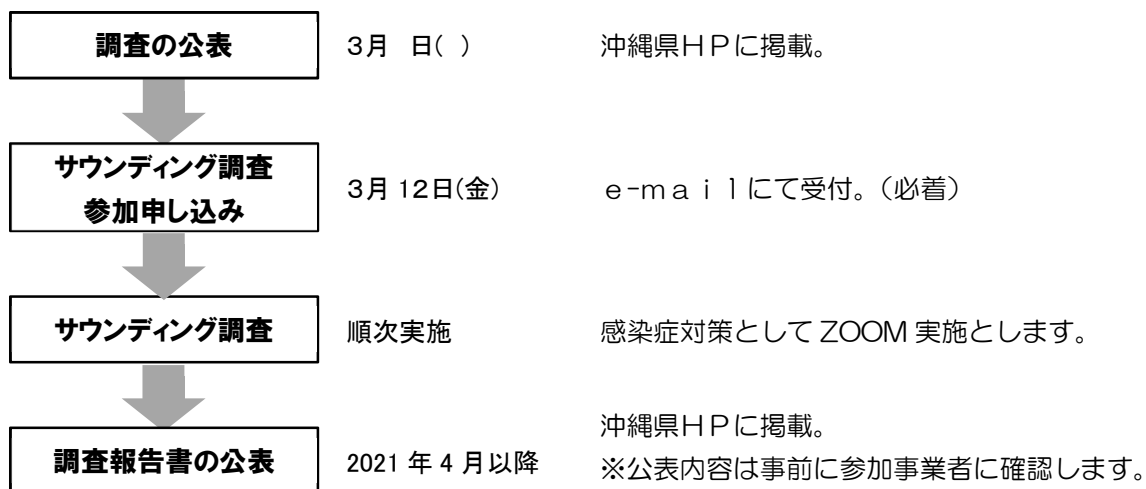 調査の公表 3月 日( ) 沖縄県HPに掲載。
サウンディング調査
参加申し込み
3月12日(金) e-mailにて受付。(必着)
サウンディング調査 順次実施 感染症対策としてZOOM実施とします。
調査報告書の公表 2021年4月以降
沖縄県HPに掲載。
※公表内容は事前に参加事業者に確認します。